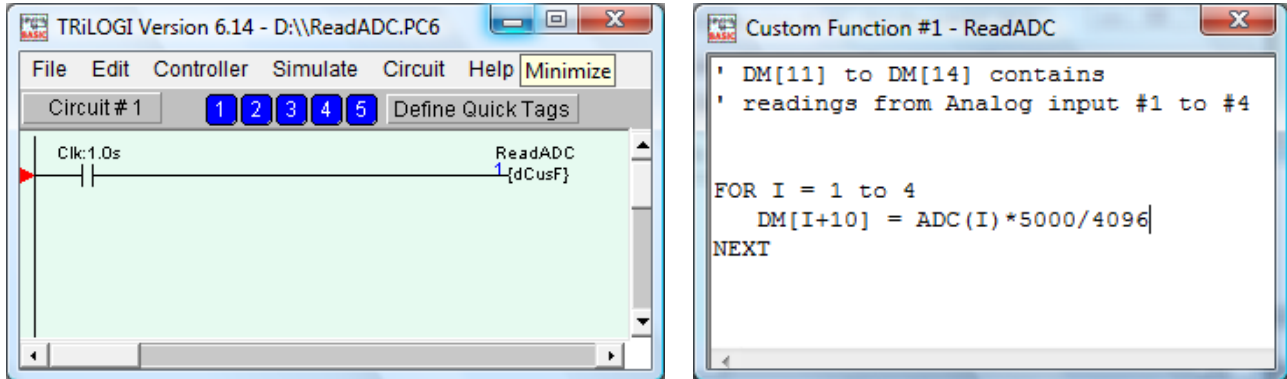 TRiLOGI Version 6.14 - D:\\ReadADC.PC6
File Edit Controller Simulate Circuit Help Minimize
Circuit # 1 1 2 3 4 5 Define Quick Tags
Clk:1.0s ReadADC
1 {dCusF}
Custom Function #1 - ReadADC
' DM[11] to DM[14] contains
' readings from Analog input #1 to #4
FOR I = 1 to 4
DM[I+10] = ADC(I)*5000/4096
NEXT